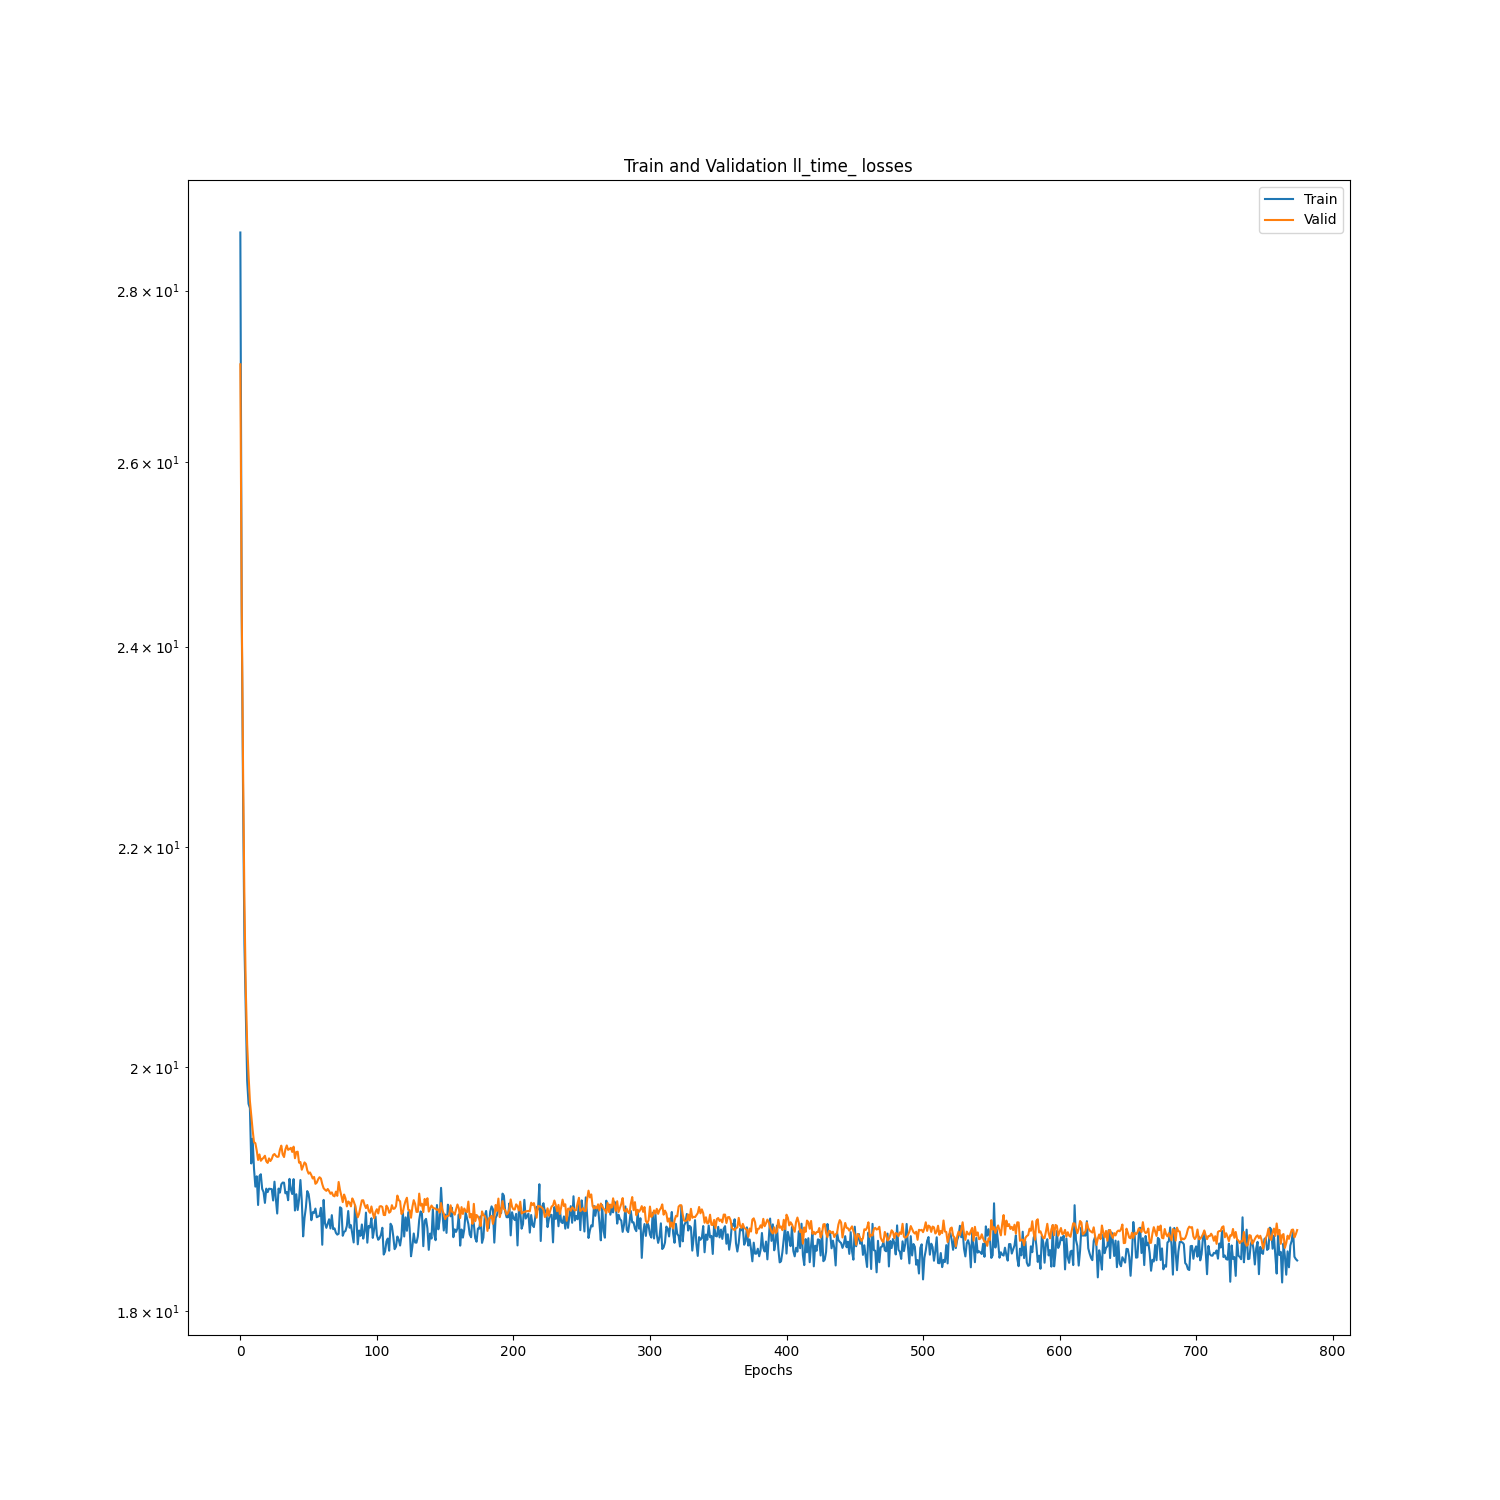 Train and Validation ll_time_ losses
Train
Valid
2.8 × 10¹
2.6 × 10¹
2.4 × 10¹
2.2 × 10¹
2 × 10¹
1.8 × 10¹
0 100 200 300 400 500 600 700 800
Epochs